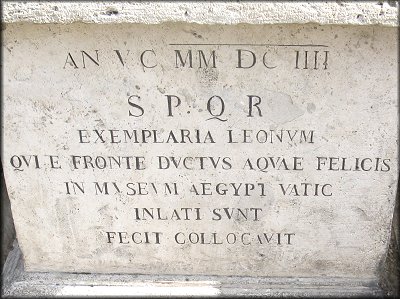 AN V C MM DC IIII
S P Q R
EXEMPLARIA LEONVM
QVI E FRONTE DVCTVS AQVAE FELICIS
IN MVSEVM AEGYPT VATIC
INLATI SVNT
FECIT COLLOCAVIT